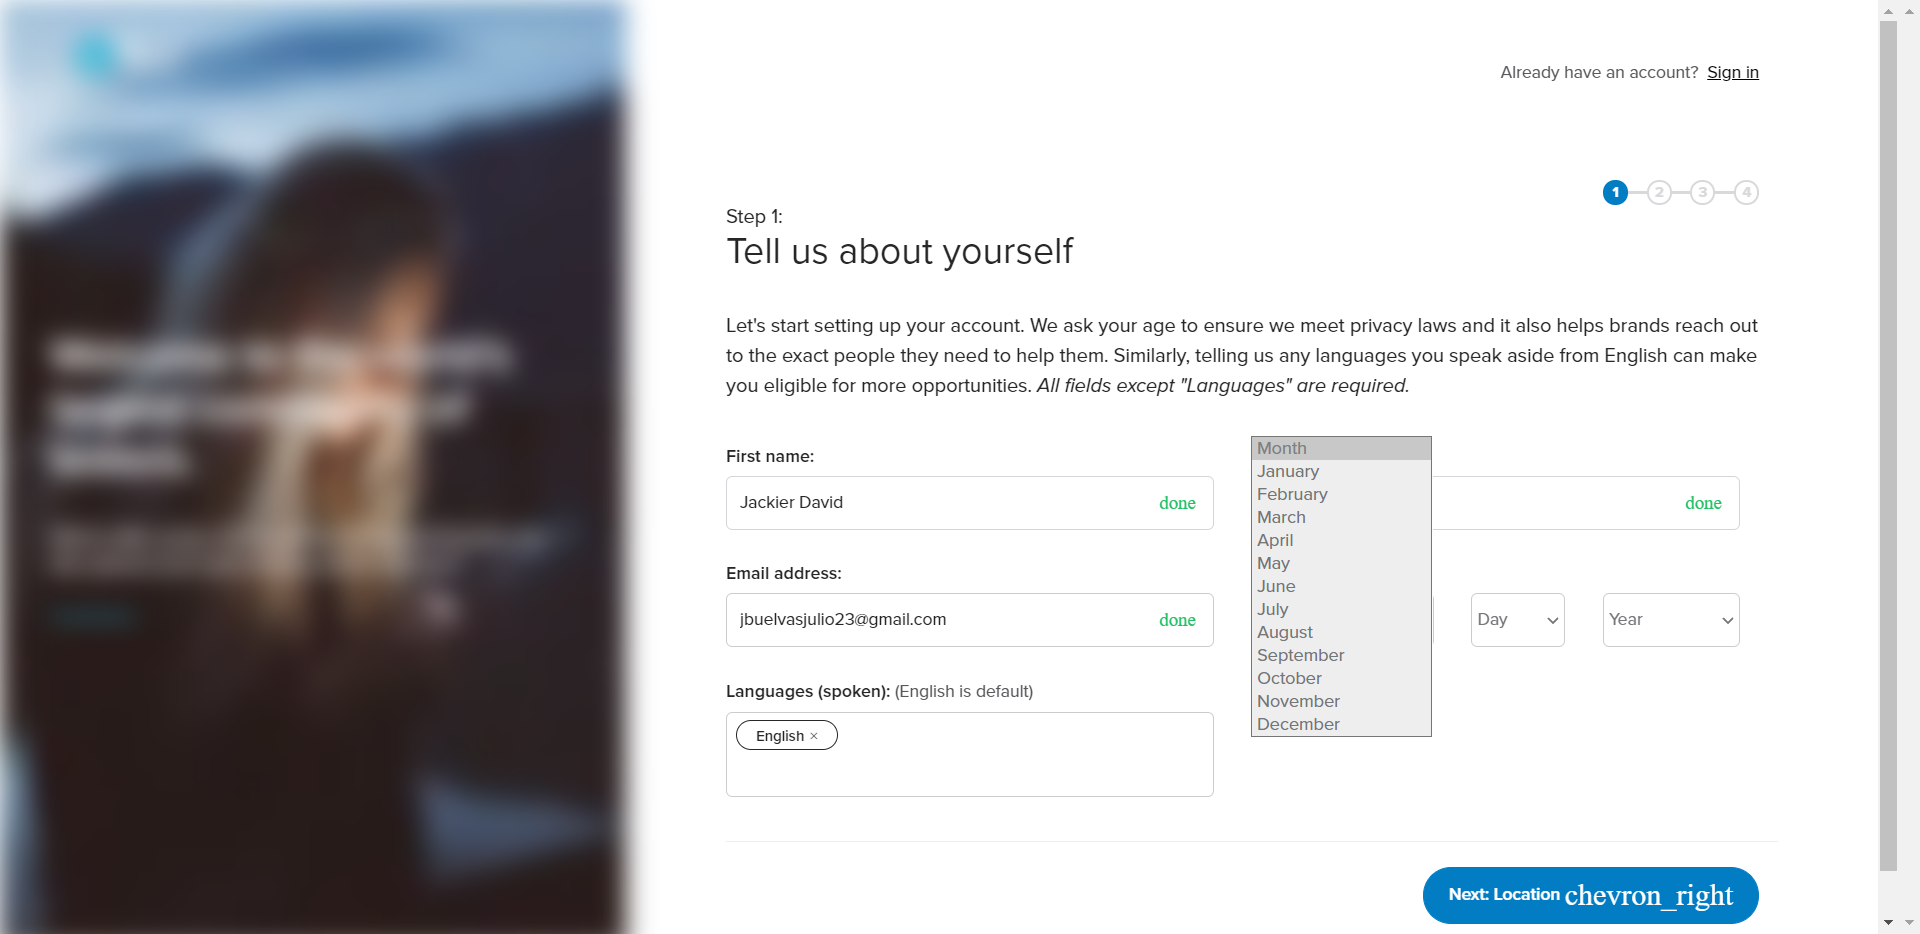 Already have an account? Sign in
1 2 3 4
Step 1:
Tell us about yourself
Let's start setting up your account. We ask your age to ensure we meet privacy laws and it also helps brands reach out
to the exact people they need to help them. Similarly, telling us any languages you speak aside from English can make
you eligible for more opportunities. All fields except "Languages" are required.
First name:
Jackier David done
done
Email address:
jbuelvasjulio23@gmail.com done
Month
January
February
March
April
May
June
July
August
September
October
November
December
Day
Year
Languages (spoken): (English is default)
English ×
Next: Location chevron_right